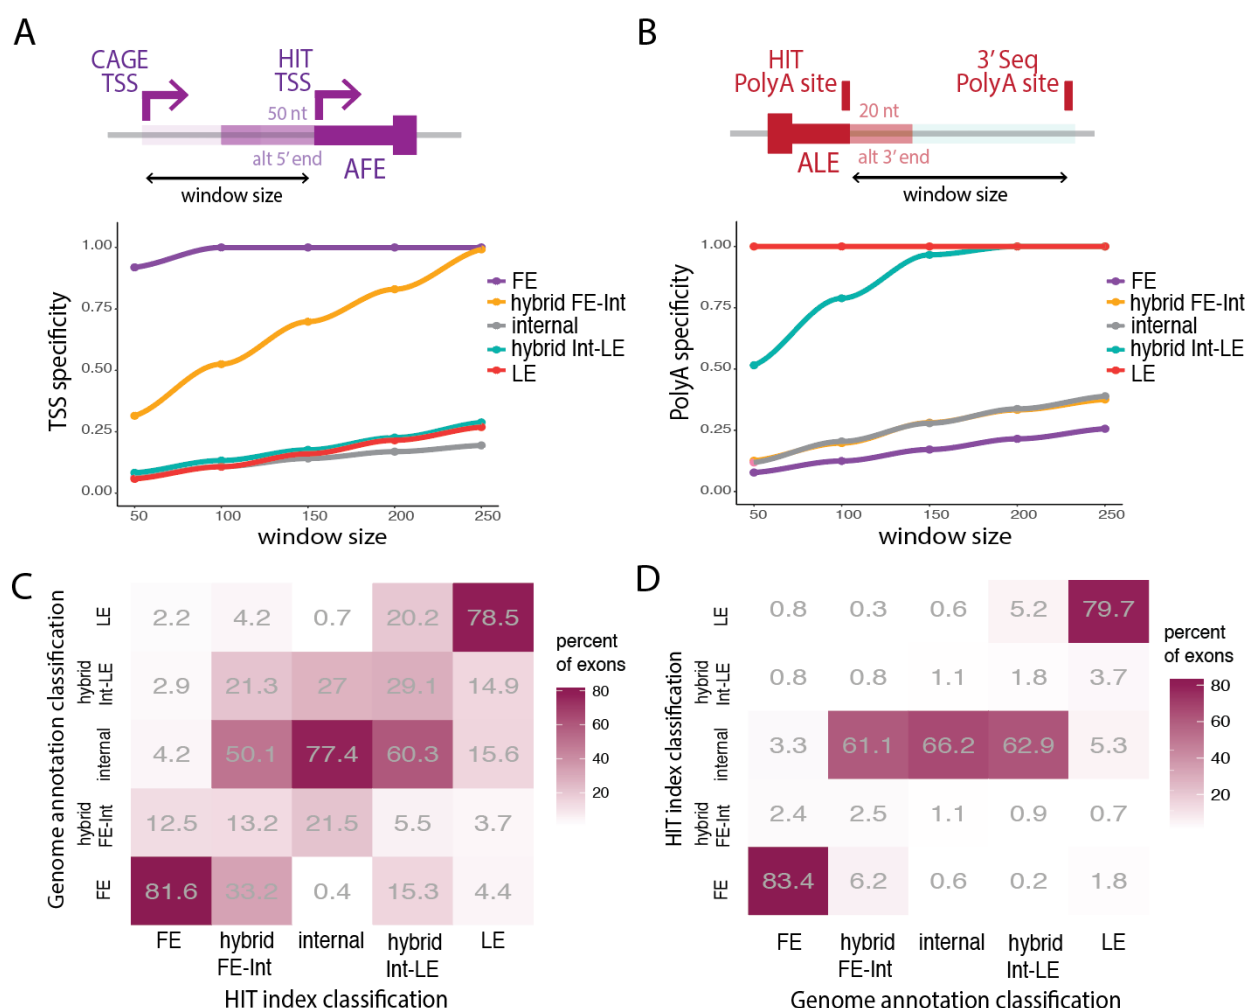 A
CAGE
TSS
HIT
TSS
50 nt
alt 5' end
AFE
window size
TSS specificity
1.00
0.75
0.50
0.25
0.00
50
100
150
200
250
window size
FE
hybrid FE-Int
internal
hybrid Int-LE
LE
B
HIT
PolyA site
3' Seq
PolyA site
20 nt
ALE
alt 3' end
window size
PolyA specificity
1.00
0.75
0.50
0.25
0.00
50
100
150
200
250
window size
FE
hybrid FE-Int
internal
hybrid Int-LE
LE
C
Genome annotation classification
LE
2.2 4.2 0.7 20.2 78.5
hybrid
Int-LE
2.9 21.3 27 29.1 14.9
internal
4.2 50.1 77.4 60.3 15.6
hybrid
FE-Int
12.5 13.2 21.5 5.5 3.7
FE
81.6 33.2 0.4 15.3 4.4
FE hybrid internal hybrid LE
FE-Int Int-LE
HIT index classification
percent
of exons
80
60
40
20
D
HIT index classification
LE
0.8 0.3 0.6 5.2 79.7
hybrid
Int-LE
0.8 0.8 1.1 1.8 3.7
internal
3.3 61.1 66.2 62.9 5.3
hybrid
FE-Int
2.4 2.5 1.1 0.9 0.7
FE
83.4 6.2 0.6 0.2 1.8
FE hybrid internal hybrid LE
FE-Int Int-LE
Genome annotation classification
percent
of exons
80
60
40
20